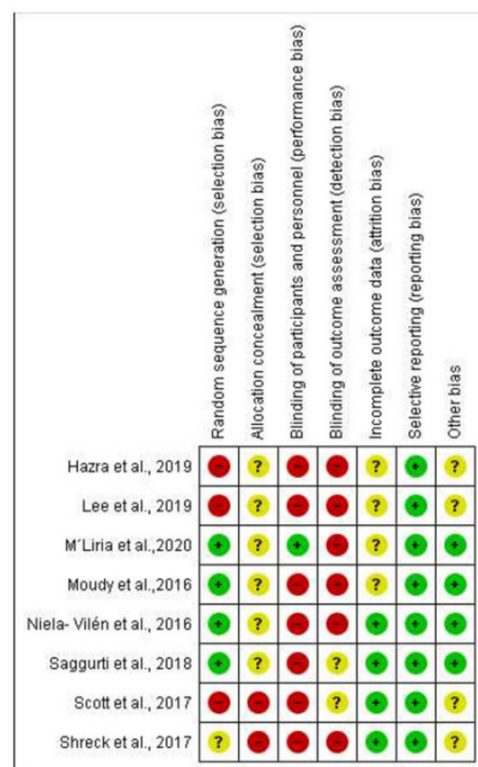 Random sequence generation (selection bias)
Allocation concealment (selection bias)
Blinding of participants and personnel (performance bias)
Blinding of outcome assessment (detection bias)
Incomplete outcome data (attrition bias)
Selective reporting (reporting bias)
Other bias
Hazra et al., 2019 - ? - - ? + ?
Lee et al., 2019 - ? - - ? + ?
M´Liria et al.,2020 + ? + - ? + +
Moudy et al.,2016 + ? - - ? + +
Niela- Vilén et al., 2016 + ? - - + + +
Saggurti et al., 2018 + ? - ? + + +
Scott et al., 2017 - - - ? + + ?
Shreck et al., 2017 ? - - - + + ?